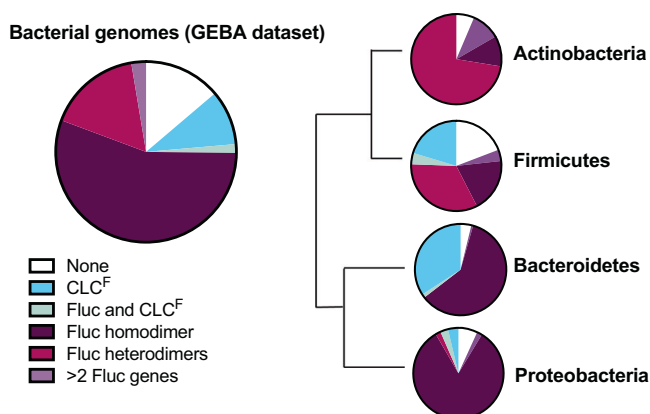 Bacterial genomes (GEBA dataset)
None
CLCᶠ
Fluc and CLCᶠ
Fluc homodimer
Fluc heterodimers
>2 Fluc genes
Actinobacteria
Firmicutes
Bacteroidetes
Proteobacteria